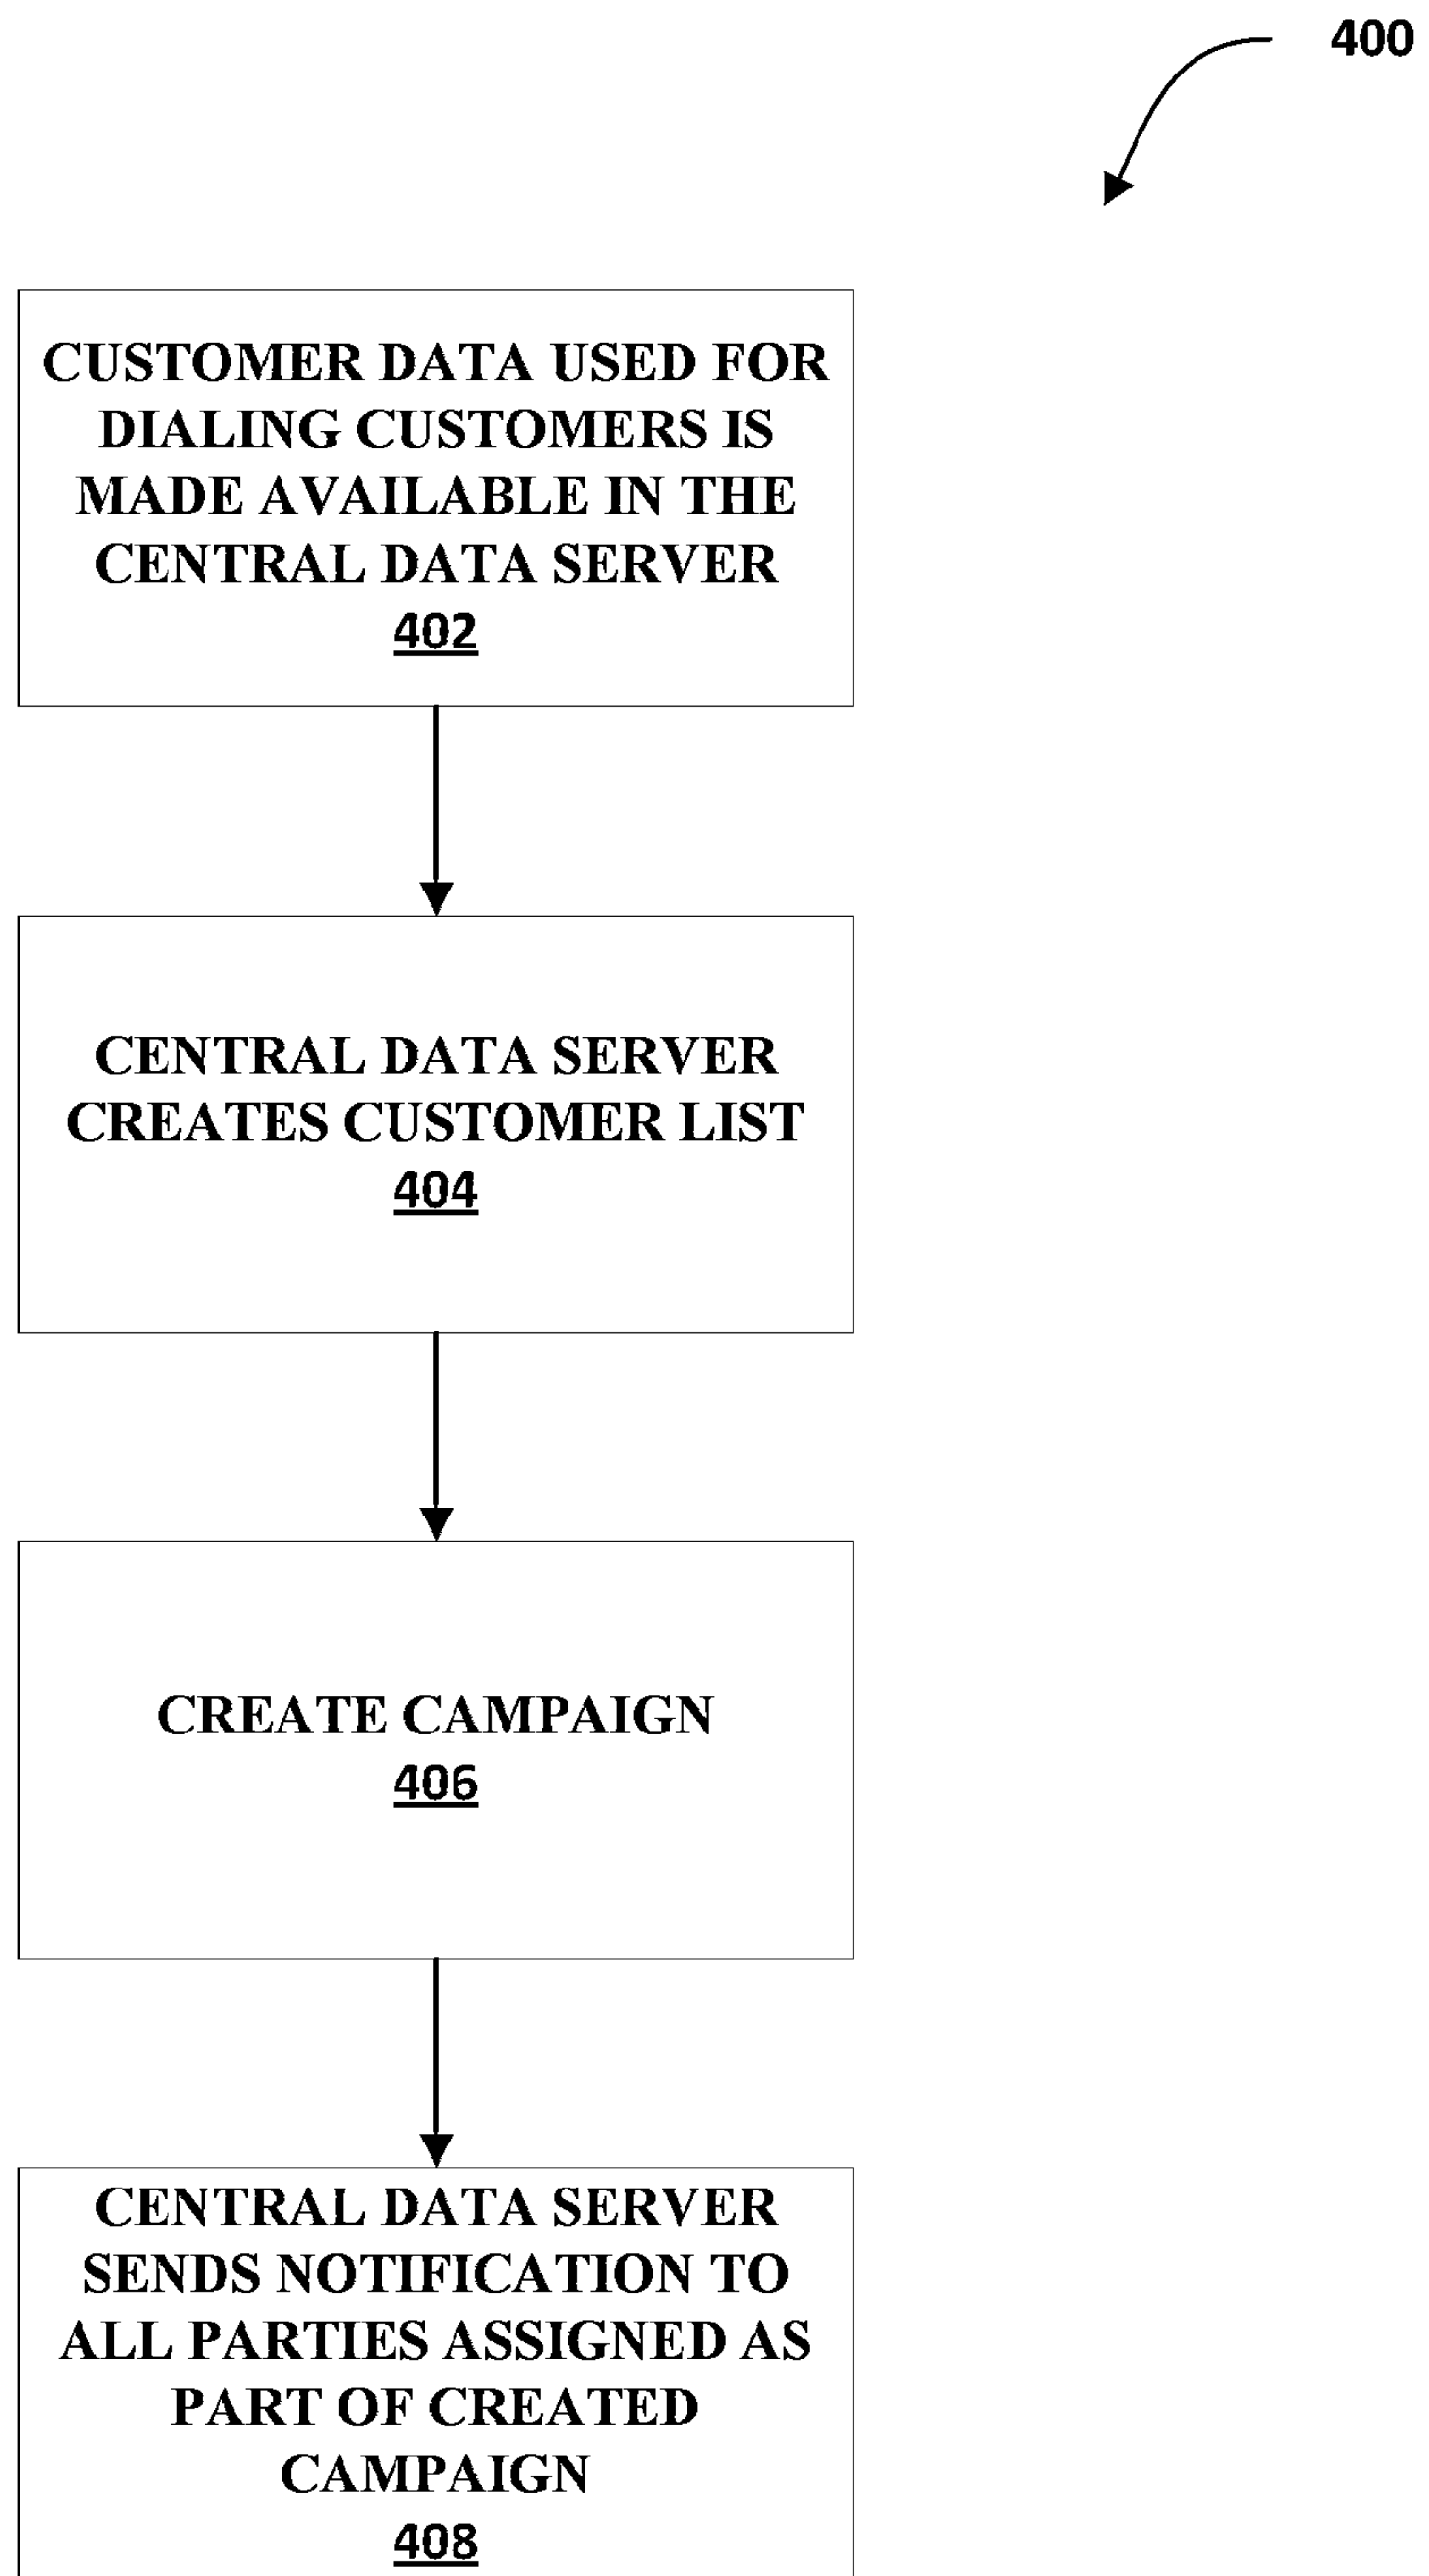 400
CUSTOMER DATA USED FOR
DIALING CUSTOMERS IS
MADE AVAILABLE IN THE
CENTRAL DATA SERVER
402
CENTRAL DATA SERVER
CREATES CUSTOMER LIST
404
CREATE CAMPAIGN
406
CENTRAL DATA SERVER
SENDS NOTIFICATION TO
ALL PARTIES ASSIGNED AS
PART OF CREATED
CAMPAIGN
408